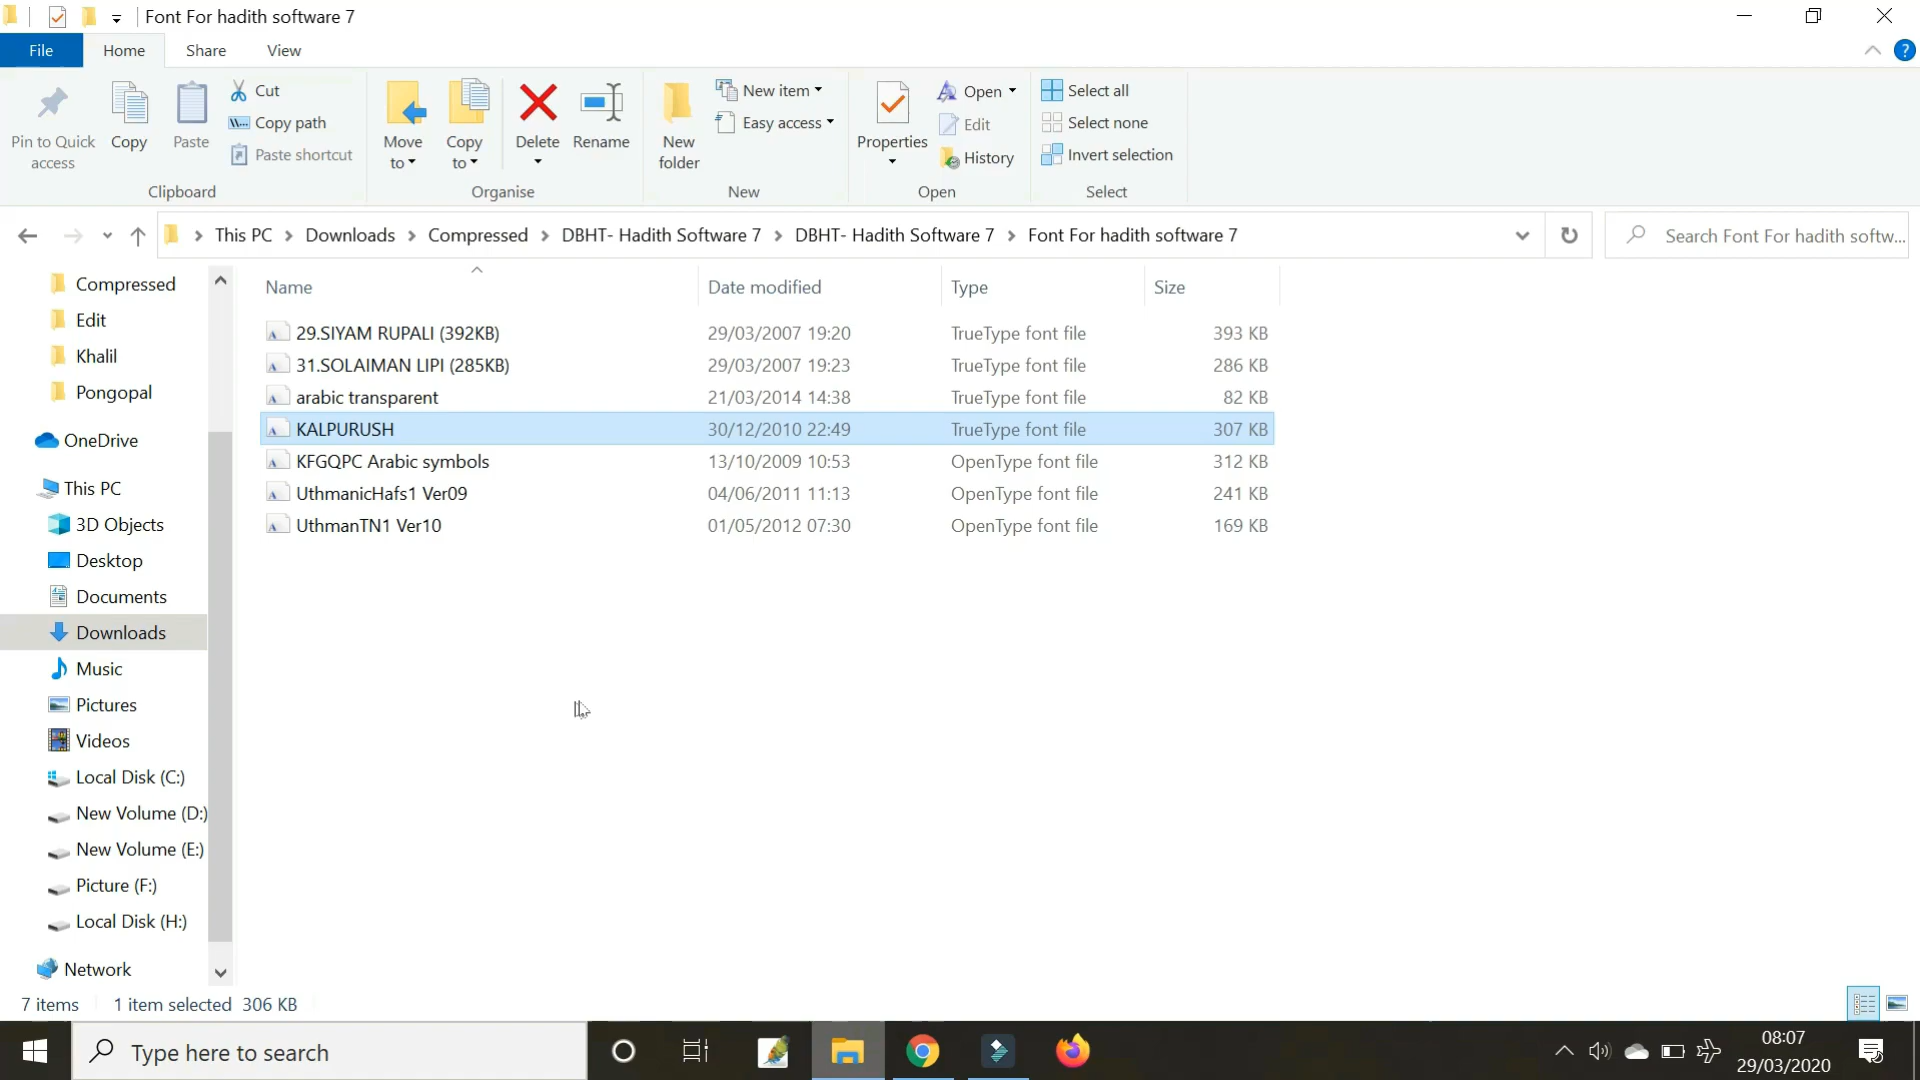 Font For hadith software 7
File Home Share View
Pin to Quick access
Copy
Paste
Cut
Copy path
Paste shortcut
Clipboard
Move to
Copy to
Delete
Rename
Organise
New folder
New item
Easy access
New
Properties
Open
Edit
History
Open
Select all
Select none
Invert selection
Select
This PC > Downloads > Compressed > DBHT- Hadith Software 7 > DBHT- Hadith Software 7 > Font For hadith software 7
Search Font For hadith softw...
Compressed
Edit
Khalil
Pongopal
OneDrive
This PC
3D Objects
Desktop
Documents
Downloads
Music
Pictures
Videos
Local Disk (C:)
New Volume (D:)
New Volume (E:)
Picture (F:)
Local Disk (H:)
Network
Name Date modified Type Size
29.SIYAM RUPALI (392KB) 29/03/2007 19:20 TrueType font file 393 KB
31.SOLAIMAN LIPI (285KB) 29/03/2007 19:23 TrueType font file 286 KB
arabic transparent 21/03/2014 14:38 TrueType font file 82 KB
KALPURUSH 30/12/2010 22:49 TrueType font file 307 KB
KFGQPC Arabic symbols 13/10/2009 10:53 OpenType font file 312 KB
UthmanicHafs1 Ver09 04/06/2011 11:13 OpenType font file 241 KB
UthmanTN1 Ver10 01/05/2012 07:30 OpenType font file 169 KB
7 items 1 item selected 306 KB
Type here to search
08:07
29/03/2020